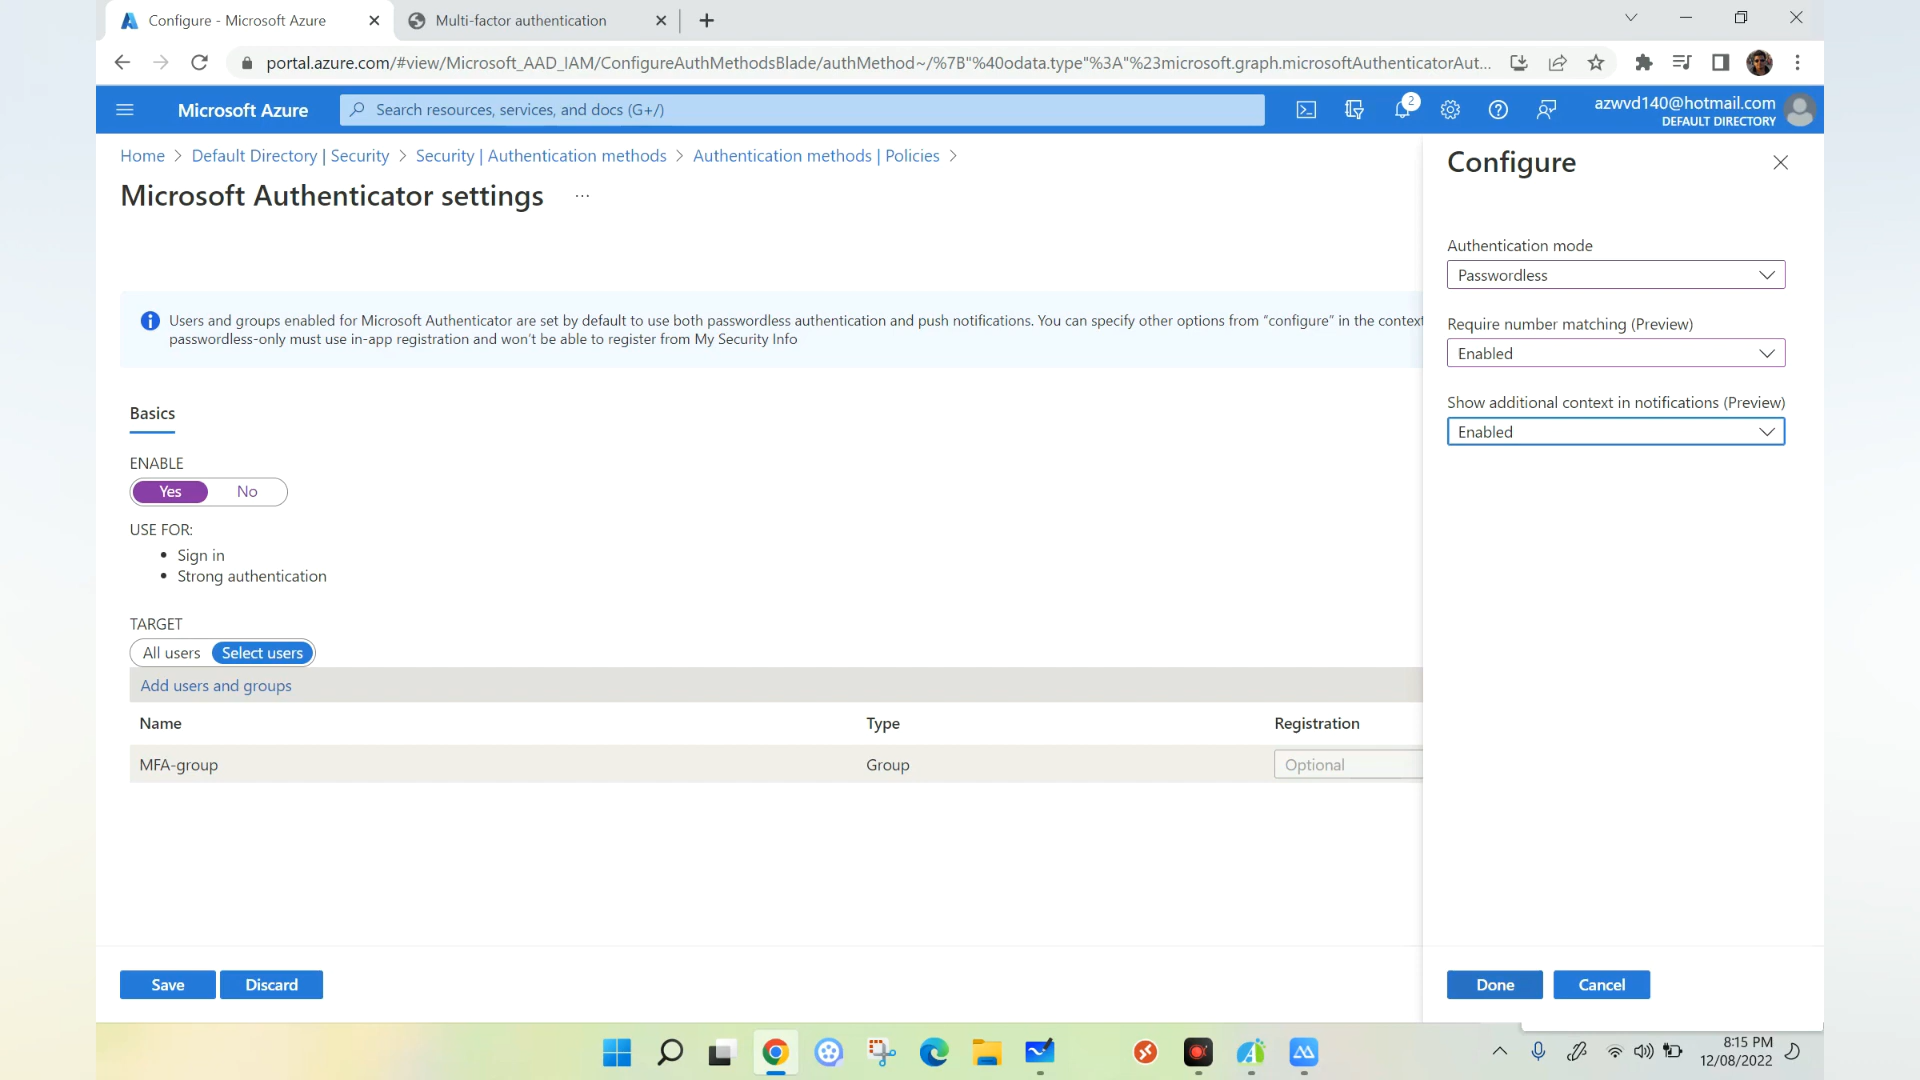 Configure - Microsoft Azure
Multi-factor authentication
portal.azure.com/#view/Microsoft_AAD_IAM/ConfigureAuthMethodsBlade/authMethod~/%7B"%40odata.type"%3A"%23microsoft.graph.microsoftAuthenticatorAut...
Microsoft Azure
Search resources, services, and docs (G+/)
2
azwvd140@hotmail.com
DEFAULT DIRECTORY
Home > Default Directory | Security > Security | Authentication methods > Authentication methods | Policies >
Microsoft Authenticator settings ...
Users and groups enabled for Microsoft Authenticator are set by default to use both passwordless authentication and push notifications. You can specify other options from “configure” in the context
passwordless-only must use in-app registration and won’t be able to register from My Security Info
Basics
ENABLE
Yes No
USE FOR:
• Sign in
• Strong authentication
TARGET
All users Select users
Add users and groups
Name Type Registration
MFA-group Group Optional
Save Discard
Configure
Authentication mode
Passwordless
Require number matching (Preview)
Enabled
Show additional context in notifications (Preview)
Enabled
Done Cancel
8:15 PM
12/08/2022